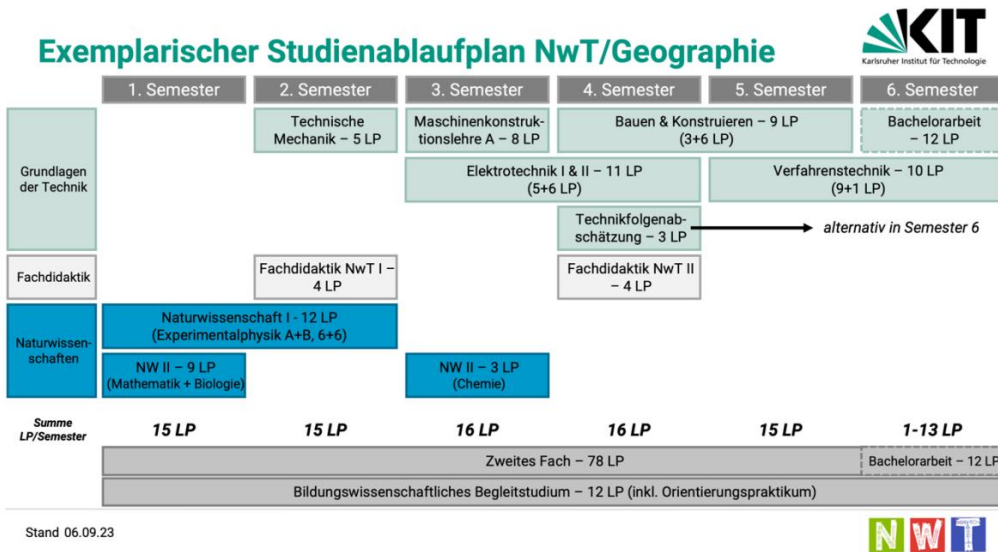 Exemplarischer Studienablaufplan NwT/Geographie
KIT
Karlsruher Institut für Technologie
1. Semester
2. Semester
3. Semester
4. Semester
5. Semester
6. Semester
Grundlagen
der Technik
Technische
Mechanik – 5 LP
Maschinenkonstruk-
tionslehre A – 8 LP
Bauen & Konstruieren – 9 LP
(3+6 LP)
Bachelorarbeit
– 12 LP
Elektrotechnik I & II – 11 LP
(5+6 LP)
Verfahrenstechnik – 10 LP
(9+1 LP)
Technikfolgenab-
schätzung – 3 LP
alternativ in Semester 6
Fachdidaktik
Fachdidaktik NwT I –
4 LP
Fachdidaktik NwT II
– 4 LP
Naturwissen-
schaften
Naturwissenschaft I - 12 LP
(Experimentalphysik A+B, 6+6)
NW II – 9 LP
(Mathematik + Biologie)
NW II – 3 LP
(Chemie)
Summe
LP/Semester
15 LP
15 LP
16 LP
16 LP
15 LP
1-13 LP
Zweites Fach – 78 LP
Bachelorarbeit – 12 LP
Bildungswissenschaftliches Begleitstudium – 12 LP (inkl. Orientierungspraktikum)
Stand 06.09.23
NWT